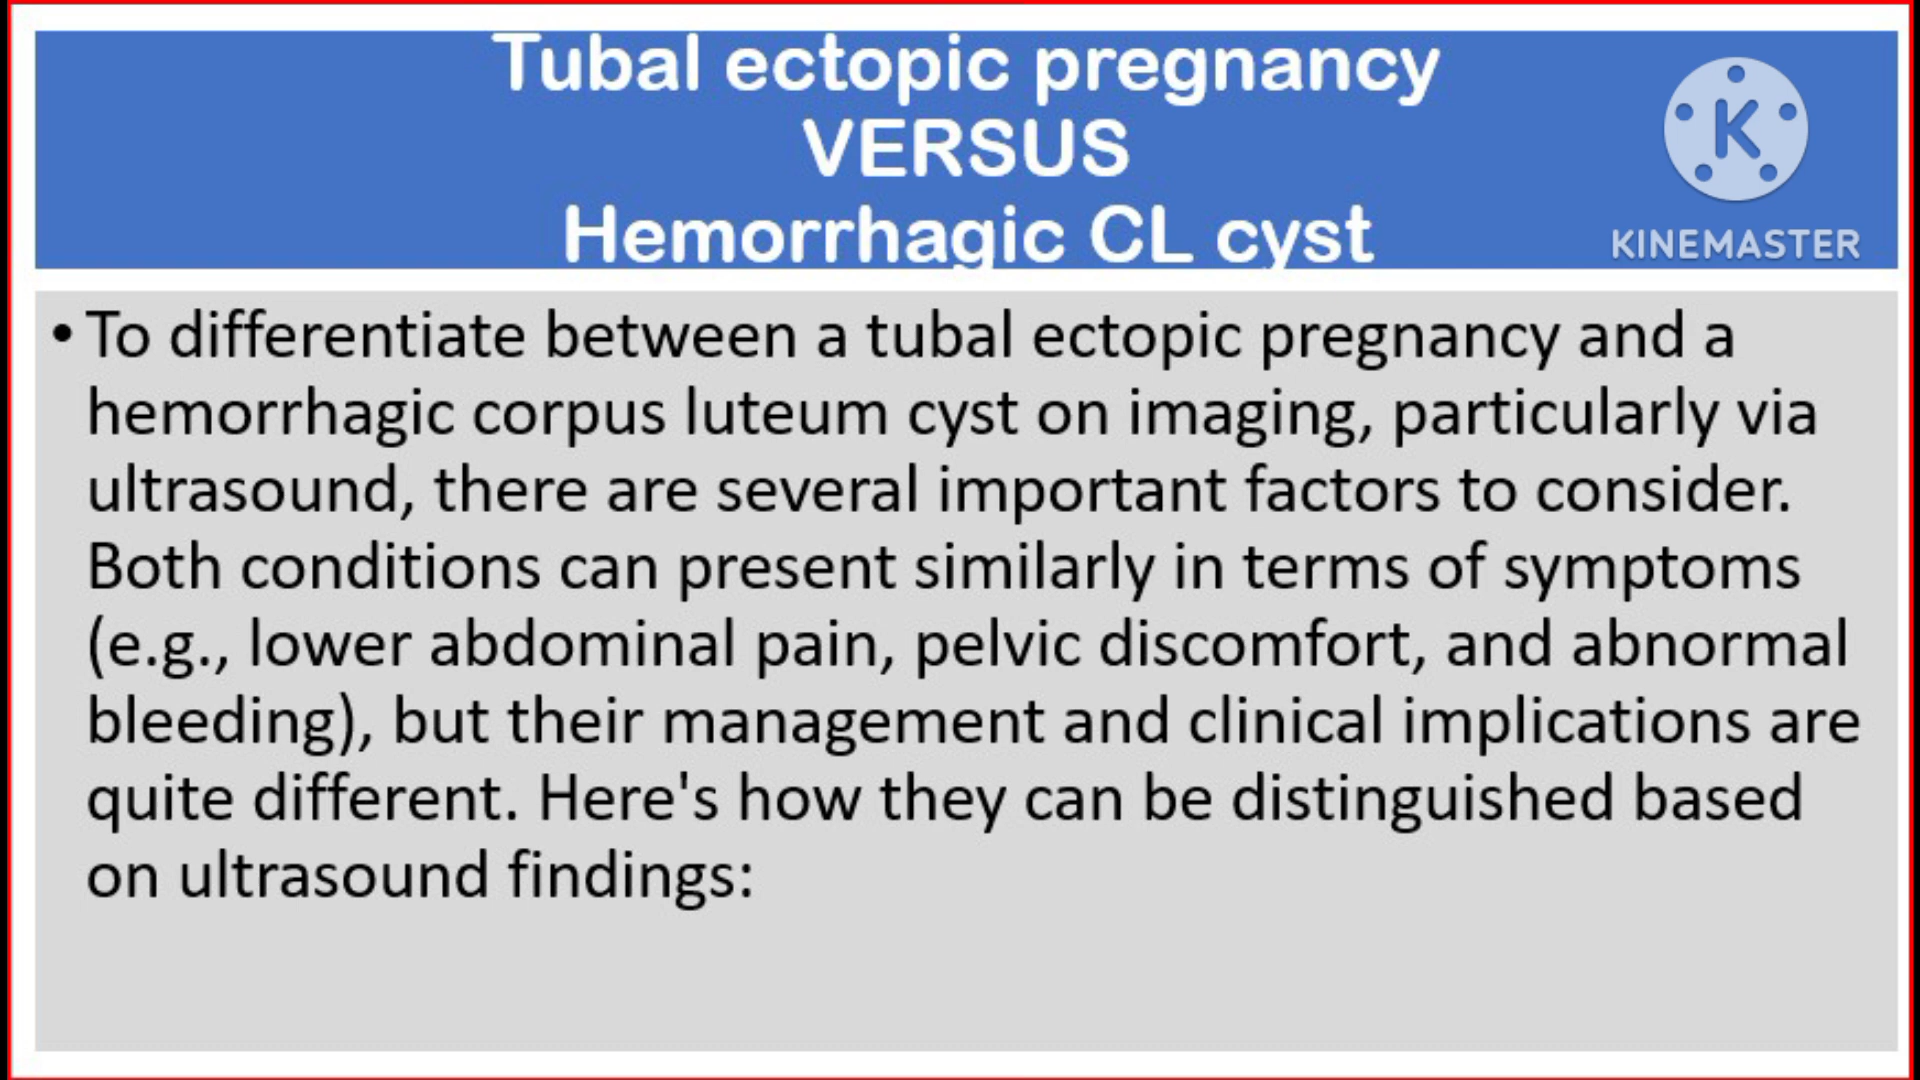 Tubal ectopic pregnancy
VERSUS
Hemorrhagic CL cyst
K
KINEMASTER
• To differentiate between a tubal ectopic pregnancy and a
hemorrhagic corpus luteum cyst on imaging, particularly via
ultrasound, there are several important factors to consider.
Both conditions can present similarly in terms of symptoms
(e.g., lower abdominal pain, pelvic discomfort, and abnormal
bleeding), but their management and clinical implications are
quite different. Here's how they can be distinguished based
on ultrasound findings: